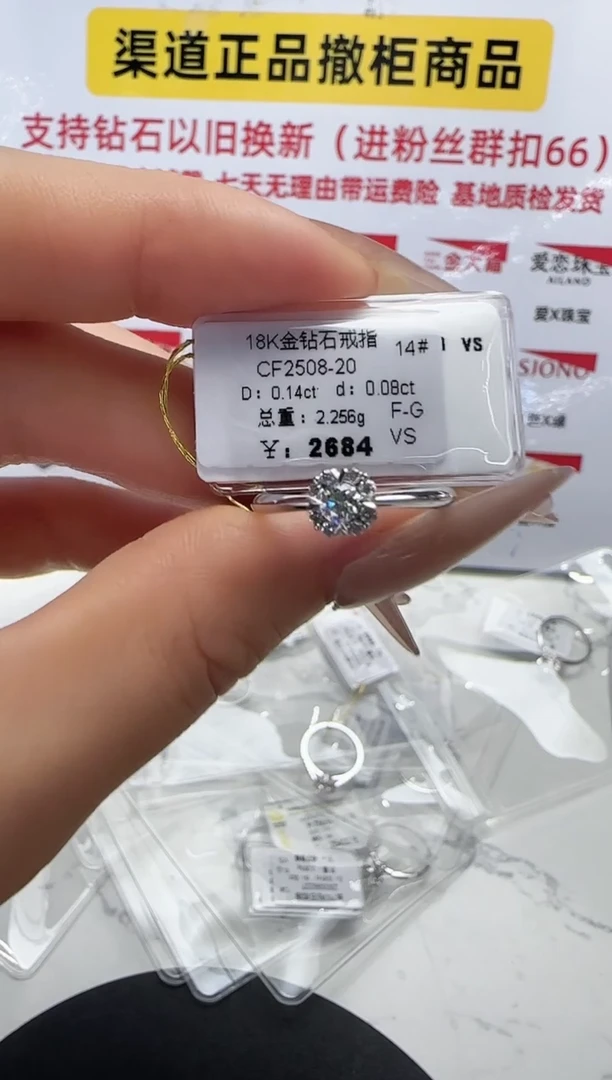 渠道正品撤柜商品
支持钻石以旧换新（进粉丝群扣66）
七天无理由带运费险 基地质检发货
三金大福
爱恋珠宝
AILAND
爱X珠宝
SIONO
18K金钻石戒指 14# VS
CF2508-20
D：0.14ct d：0.08ct
总重：2.256g F-G
¥：2684 VS